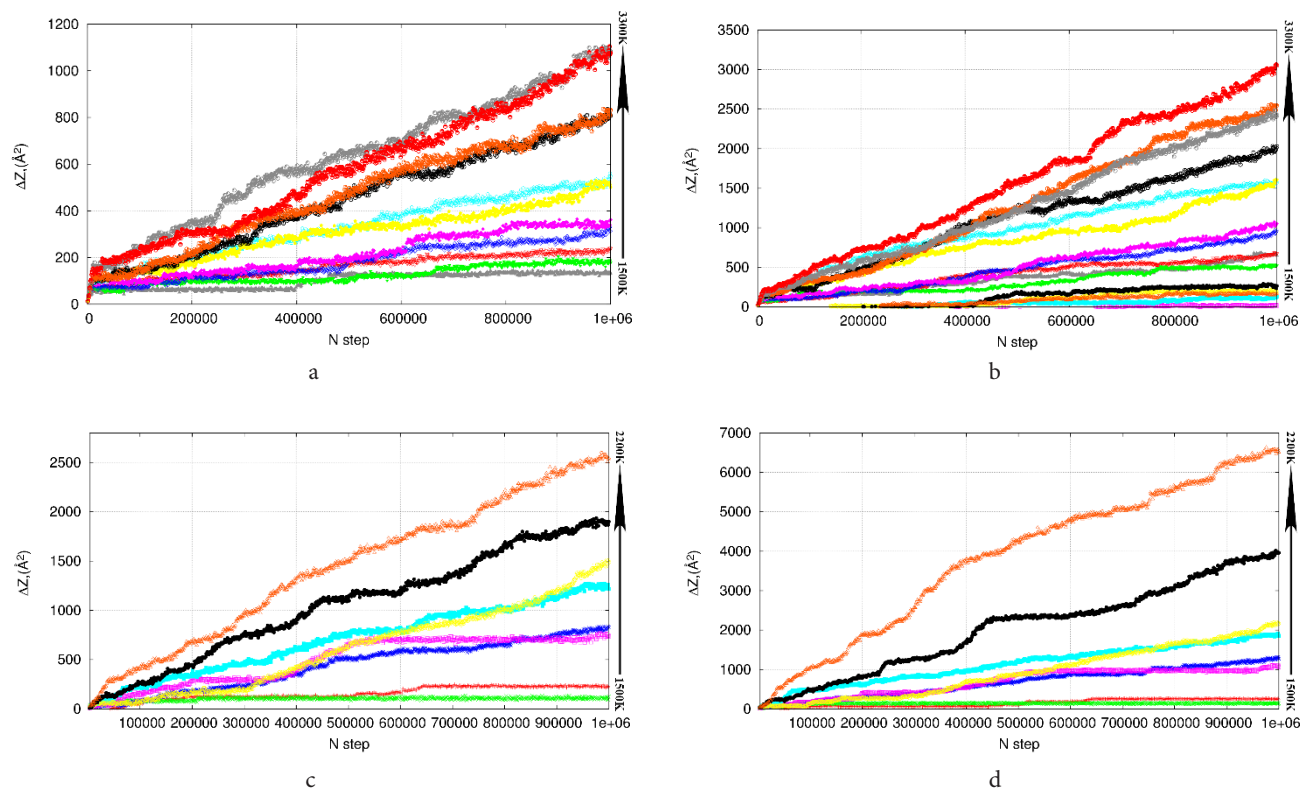 1200
1000
800
600
400
200
0
ΔZ,(Å²)
0
200000
400000
600000
800000
1e+06
N step
3300K
1500K
a
3500
3000
2500
2000
1500
1000
500
0
ΔZ,(Å²)
0
200000
400000
600000
800000
1e+06
N step
3300K
1500K
b
2500
2000
1500
1000
500
0
ΔZ,(Å²)
100000
200000
300000
400000
500000
600000
700000
800000
900000
1e+06
N step
2200K
1500K
c
7000
6000
5000
4000
3000
2000
1000
0
ΔZ,(Å²)
100000
200000
300000
400000
500000
600000
700000
800000
900000
1e+06
N step
2200K
1500K
d